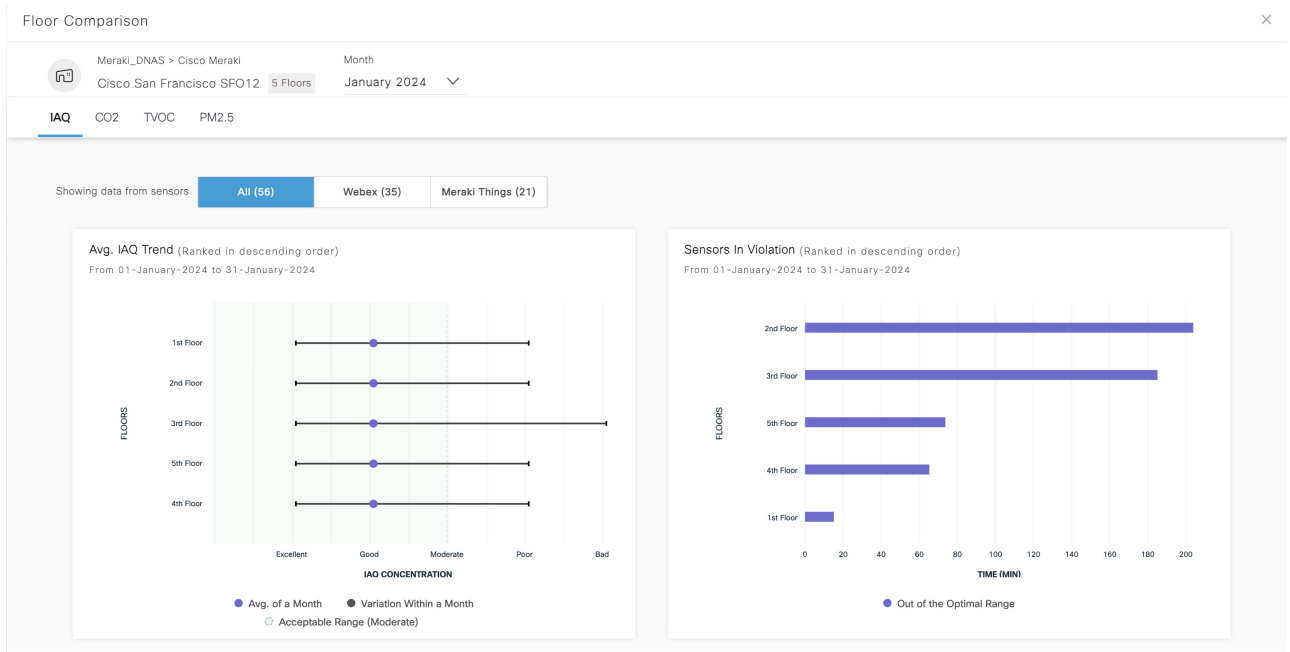 Floor Comparison
Meraki_DNAS > Cisco Meraki
Month
Cisco San Francisco SFO12 5 Floors
January 2024
IAQ CO2 TVOC PM2.5
Showing data from sensors All (56) Webex (35) Meraki Things (21)
Avg. IAQ Trend (Ranked in descending order)
From 01-January-2024 to 31-January-2024
FLOORS
1st Floor
2nd Floor
3rd Floor
5th Floor
4th Floor
Excellent Good Moderate Poor Bad
IAQ CONCENTRATION
Avg. of a Month Variation Within a Month
Acceptable Range (Moderate)
Sensors In Violation (Ranked in descending order)
From 01-January-2024 to 31-January-2024
FLOORS
2nd Floor
3rd Floor
5th Floor
4th Floor
1st Floor
0 20 40 60 80 100 120 140 160 180 200
TIME (MIN)
Out of the Optimal Range